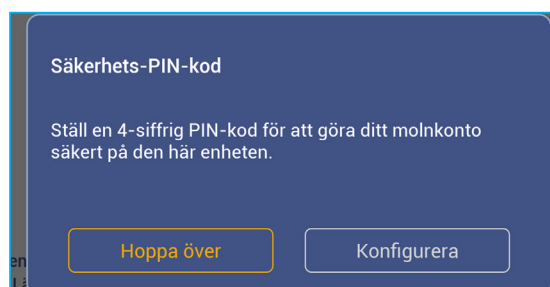 Säkerhets-PIN-kod
Ställ en 4-siffrig PIN-kod för att göra ditt molnkonto
säkert på den här enheten.
Hoppa över
Konfigurera
en